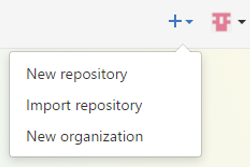 New repository
Import repository
New organization